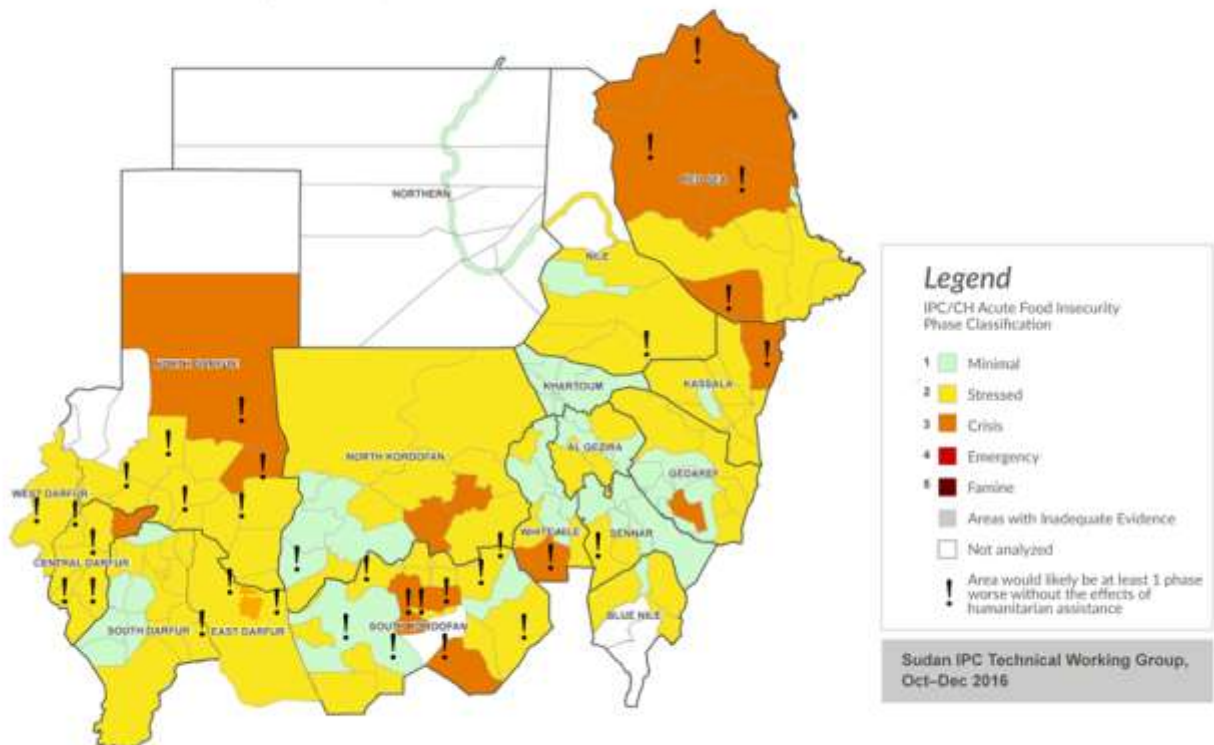 RED SEA
NORTHERN
NILE
NORTH DARFUR
KHARTOUM
KASSALA
AL GEZIRA
NORTH KORDOFAN
GEDAREF
WEST DARFUR
WHITE NILE
SENNAR
CENTRAL DARFUR
BLUE NILE
SOUTH DARFUR
EAST DARFUR
SOUTH KORDOFAN
Legend
IPC/CH Acute Food Insecurity
Phase Classification
1 Minimal
2 Stressed
3 Crisis
4 Emergency
5 Famine
Areas with Inadequate Evidence
Not analyzed
! Area would likely be at least 1 phase
worse without the effects of
humanitarian assistance
Sudan IPC Technical Working Group,
Oct–Dec 2016